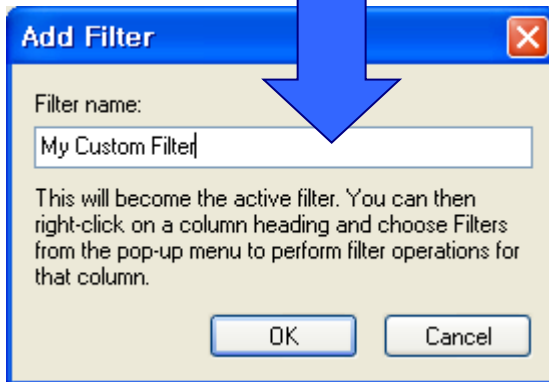 Add Filter
Filter name:
My Custom Filter
This will become the active filter. You can then
right-click on a column heading and choose Filters
from the pop-up menu to perform filter operations for
that column.
OK
Cancel